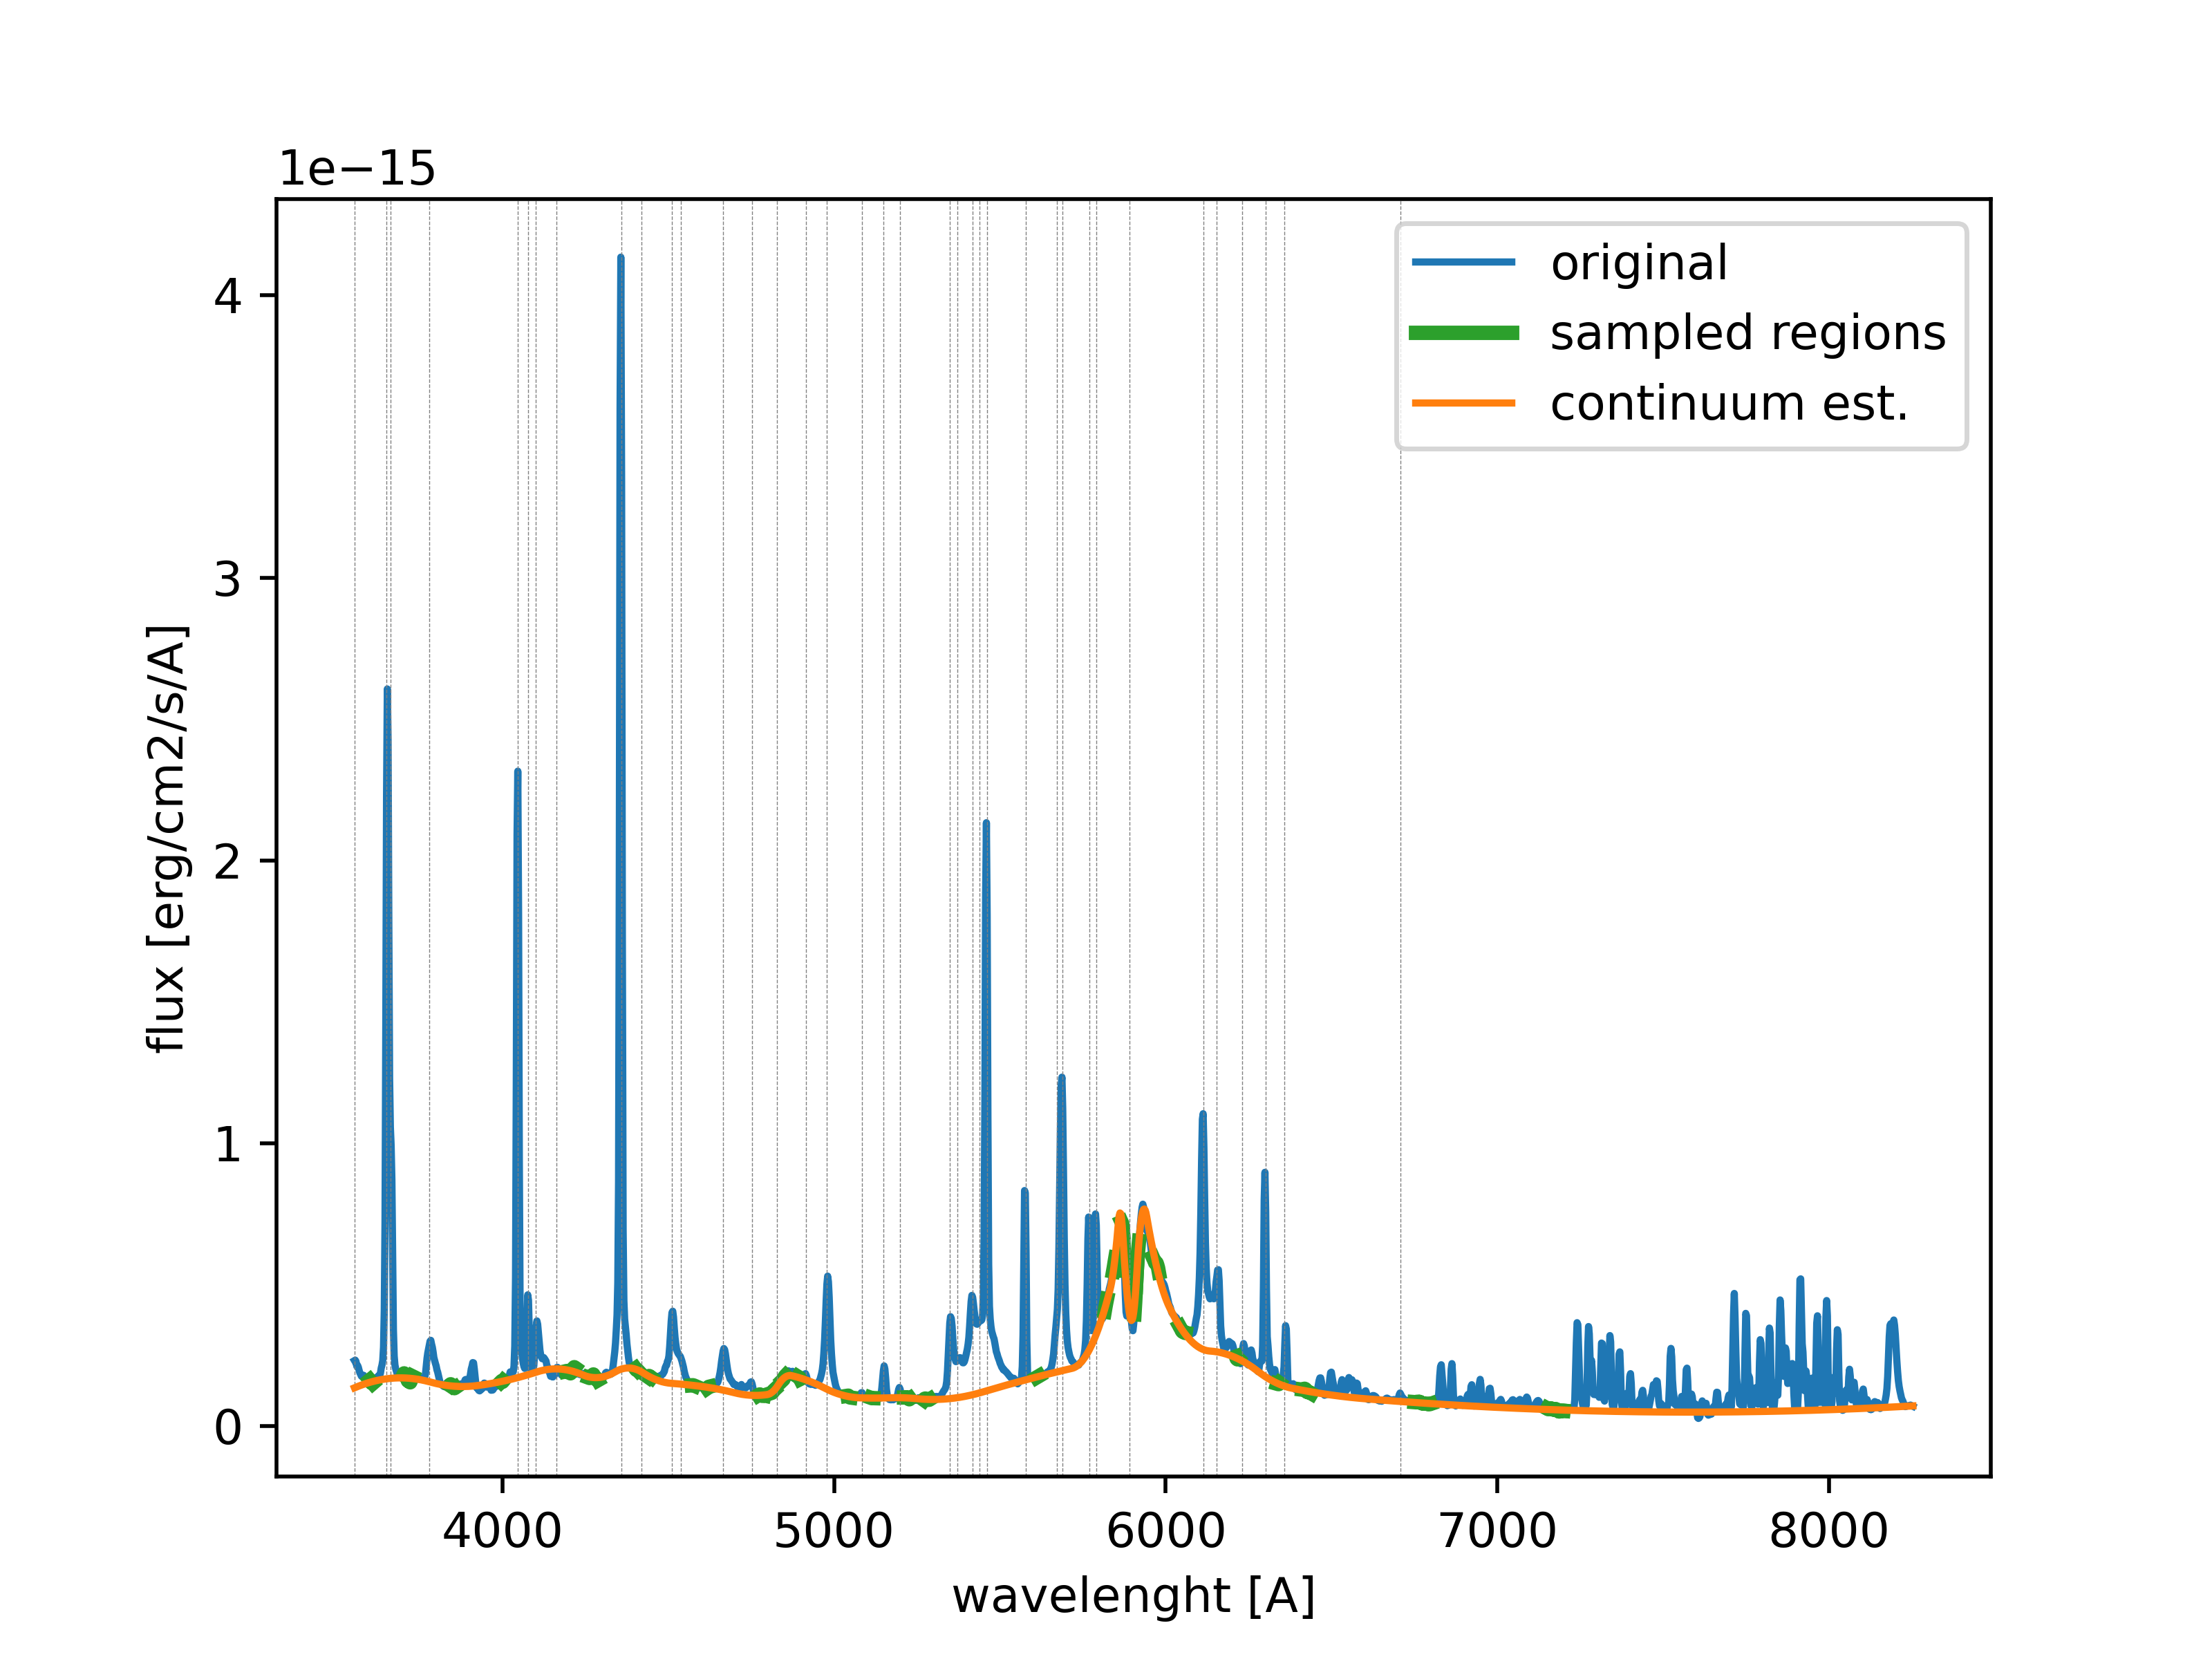 1e−15
original
sampled regions
continuum est.
4
3
2
1
0
flux [erg/cm2/s/A]
4000 5000 6000 7000 8000
wavelenght [A]